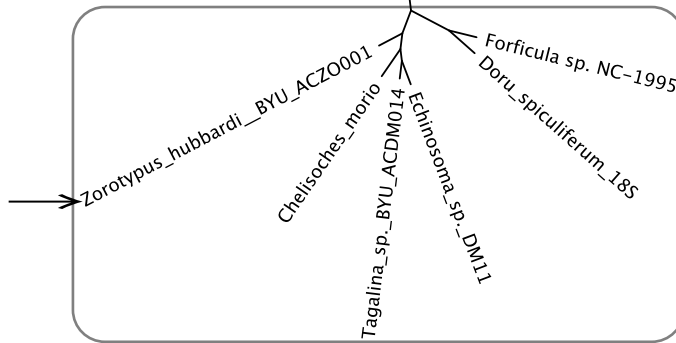 Zorotypus_hubbardi__BYU_ACZO001
Chelisoches_morio
Tagalina_sp._BYU_ACDM014
Echinosoma_sp._DM11
Doru_spiculiferum_18S
Forficula sp. NC-1995